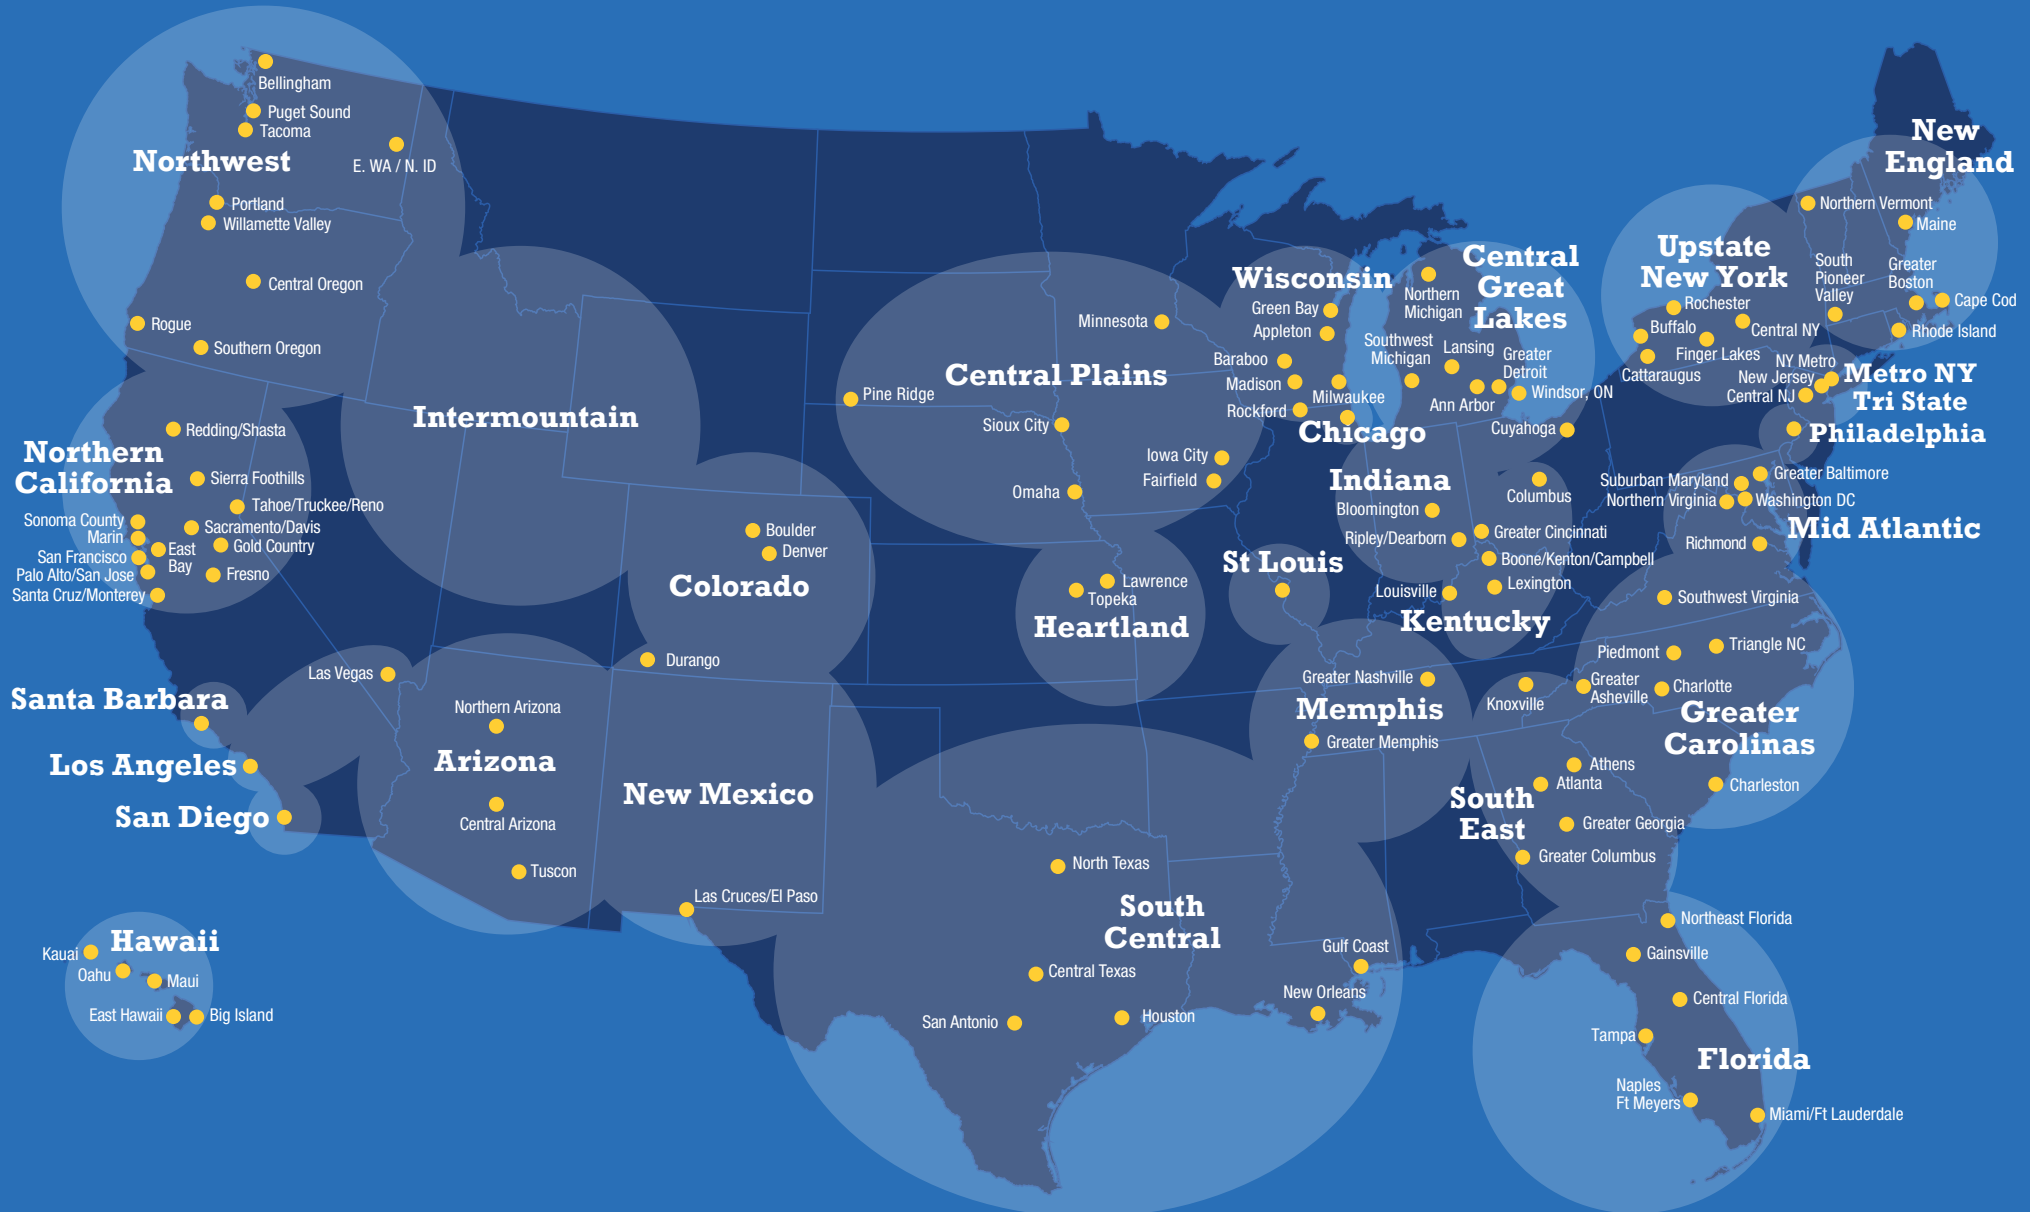 Bellingham
Puget Sound
Tacoma
Northwest
E. WA / N. ID
Portland
Willamette Valley
Central Oregon
Rogue
Southern Oregon
Intermountain
Redding/Shasta
Northern
California
Sierra Foothills
Tahoe/Truckee/Reno
Sonoma County
Sacramento/Davis
Marin
Gold Country
San Francisco
East
Bay
Palo Alto/San Jose
Fresno
Santa Cruz/Monterey
Las Vegas
Santa Barbara
Los Angeles
San Diego
Northern Arizona
Arizona
Central Arizona
Tuscon
Hawaii
Kauai
Oahu
Maui
East Hawaii
Big Island
Boulder
Denver
Colorado
Durango
New Mexico
Las Cruces/El Paso
Minnesota
Central Plains
Pine Ridge
Sioux City
Iowa City
Fairfield
Omaha
Lawrence
Topeka
Heartland
North Texas
South
Central
Central Texas
San Antonio
Houston
Gulf Coast
New Orleans
Wisconsin
Green Bay
Appleton
Baraboo
Madison
Milwaukee
Rockford
Chicago
Central
Great
Lakes
Northern
Michigan
Southwest
Michigan
Lansing
Greater
Detroit
Ann Arbor
Windsor, ON
Cuyahoga
Indiana
Bloomington
Columbus
Ripley/Dearborn
Greater Cincinnati
Boone/Kenton/Campbell
Louisville
Lexington
Kentucky
St Louis
Greater Nashville
Memphis
Greater Memphis
Knoxville
Greater
Asheville
Piedmont
Triangle NC
Charlotte
Southwest Virginia
Greater
Carolinas
Charleston
Athens
Atlanta
South
East
Greater Georgia
Greater Columbus
Northeast Florida
Gainsville
Central Florida
Tampa
Florida
Naples
Ft Meyers
Miami/Ft Lauderdale
New
England
Northern Vermont
Maine
South
Pioneer
Valley
Greater
Boston
Cape Cod
Rhode Island
Upstate
New York
Rochester
Buffalo
Central NY
Finger Lakes
Cattaraugus
NY Metro
New Jersey
Central NJ
Metro NY
Tri State
Philadelphia
Suburban Maryland
Greater Baltimore
Northern Virginia
Washington DC
Mid Atlantic
Richmond